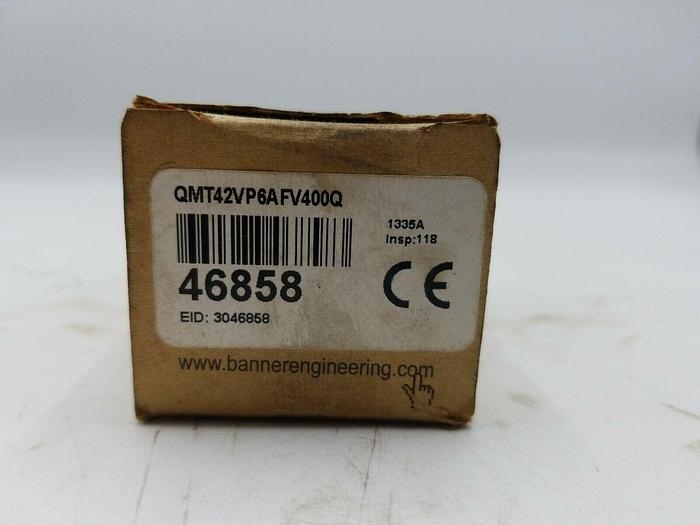 QMT42VP6AFV400Q
1335A
Insp:118
46858
CE
EID: 3046858
www.bannerengineering.com